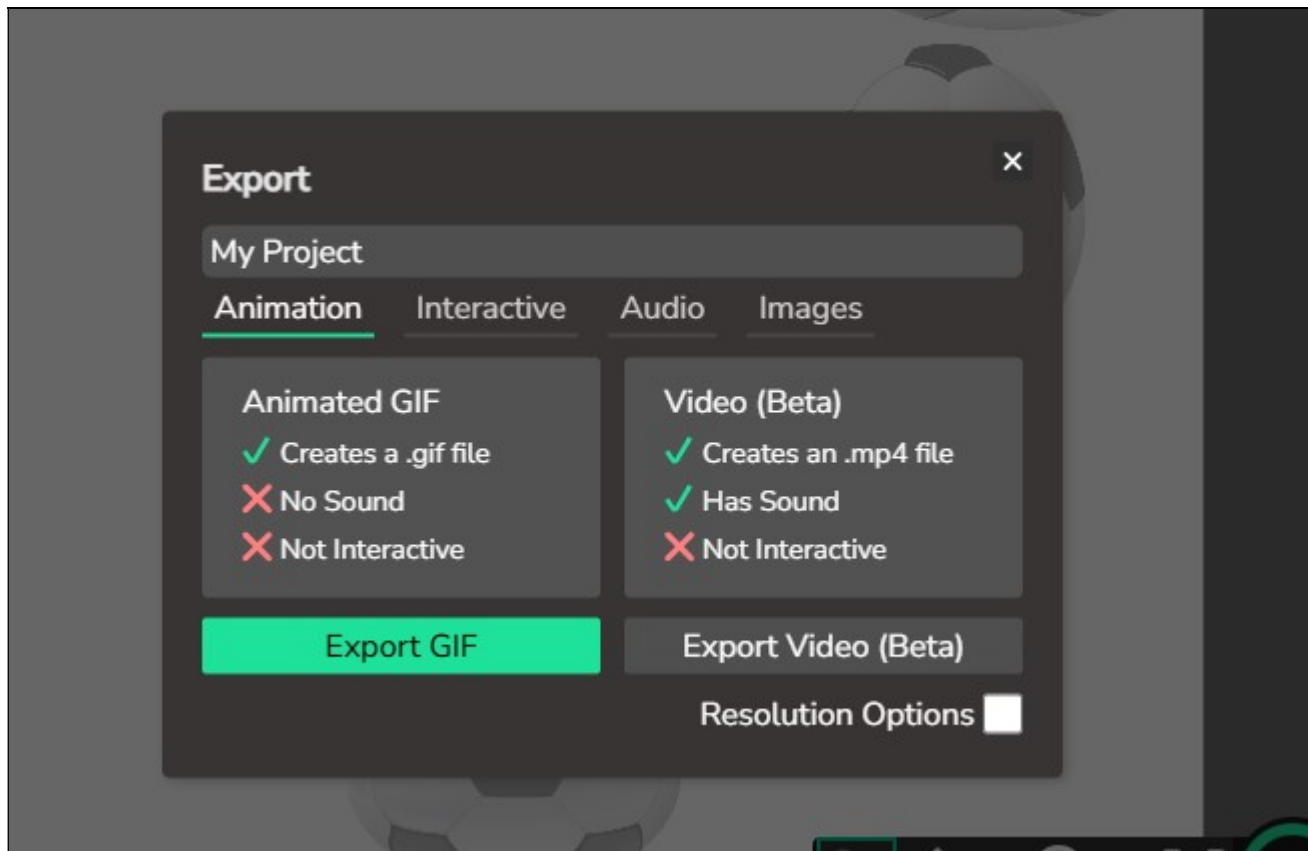 Export
My Project
Animation Interactive Audio Images
Animated GIF
Creates a .gif file
No Sound
Not Interactive
Video (Beta)
Creates an .mp4 file
Has Sound
Not Interactive
Export GIF
Export Video (Beta)
Resolution Options